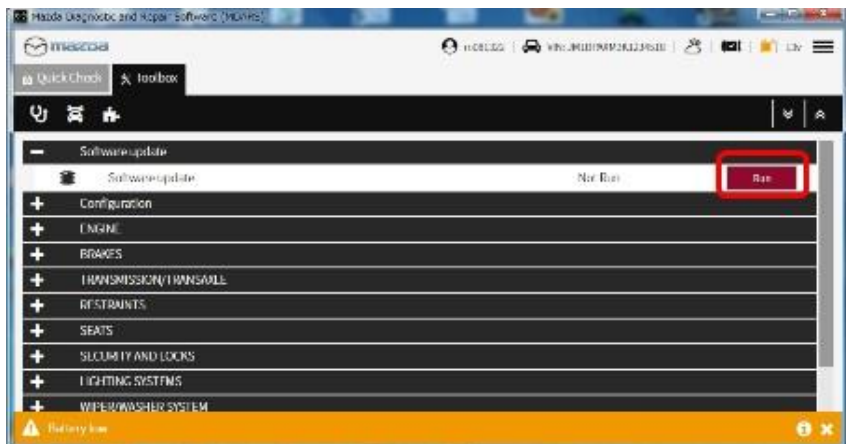 Mazda Diagnostic and Repair Software (MDARS)
mazda
VIN:
Quick Check
Toolbox
Software update
Software update Not Run Run
Configuration
ENGINE
BRAKES
TRANSMISSION/TRANSAXLE
RESTRAINTS
SEATS
SECURITY AND LOCKS
LIGHTING SYSTEMS
WIPER/WASHER SYSTEM
Battery low